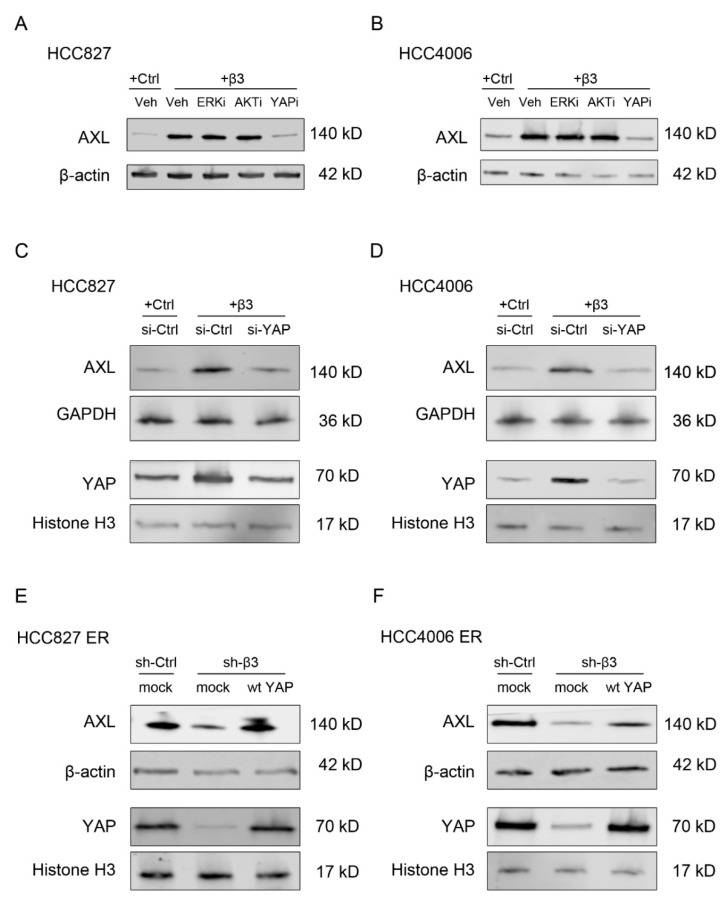 A
HCC827
+Ctrl +β3
Veh Veh ERKi AKTi YAPi
AXL 140 kD
β-actin 42 kD
B
HCC4006
+Ctrl +β3
Veh Veh ERKi AKTi YAPi
AXL 140 kD
β-actin 42 kD
C
HCC827
+Ctrl +β3
si-Ctrl si-Ctrl si-YAP
AXL 140 kD
GAPDH 36 kD
YAP 70 kD
Histone H3 17 kD
D
HCC4006
+Ctrl +β3
si-Ctrl si-Ctrl si-YAP
AXL 140 kD
GAPDH 36 kD
YAP 70 kD
Histone H3 17 kD
E
HCC827 ER
sh-Ctrl sh-β3
mock mock wt YAP
AXL 140 kD
β-actin 42 kD
YAP 70 kD
Histone H3 17 kD
F
HCC4006 ER
sh-Ctrl sh-β3
mock mock wt YAP
AXL 140 kD
β-actin 42 kD
YAP 70 kD
Histone H3 17 kD